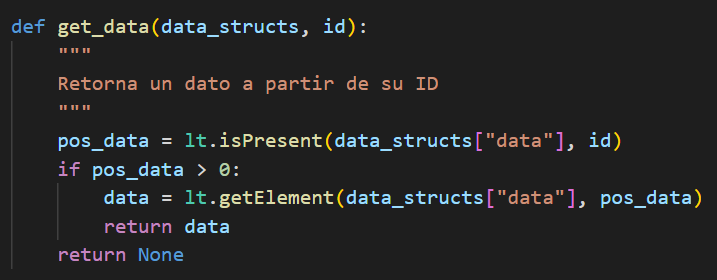 def get_data(data_structs, id):
    """
    Retorna un dato a partir de su ID
    """
    pos_data = lt.isPresent(data_structs["data"], id)
    if pos_data > 0:
        data = lt.getElement(data_structs["data"], pos_data)
        return data
    return None